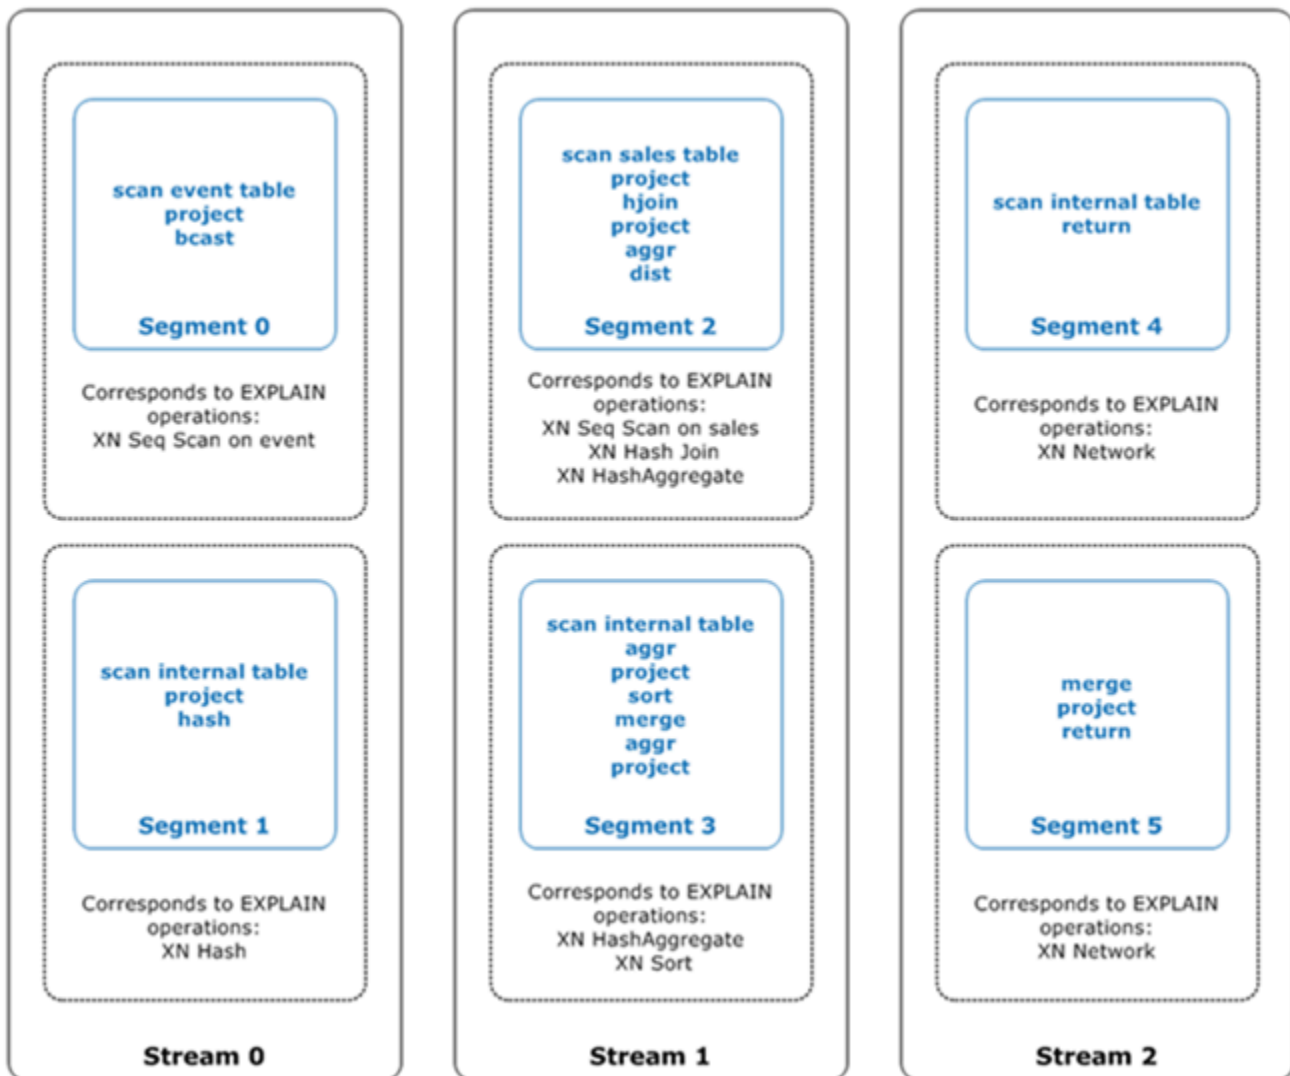 scan event table
project
bcast
Segment 0
Corresponds to EXPLAIN
operations:
XN Seq Scan on event
scan internal table
project
hash
Segment 1
Corresponds to EXPLAIN
operations:
XN Hash
Stream 0
scan sales table
project
hjoin
project
aggr
dist
Segment 2
Corresponds to EXPLAIN
operations:
XN Seq Scan on sales
XN Hash Join
XN HashAggregate
scan internal table
aggr
project
sort
merge
aggr
project
Segment 3
Corresponds to EXPLAIN
operations:
XN HashAggregate
XN Sort
Stream 1
scan internal table
return
Segment 4
Corresponds to EXPLAIN
operations:
XN Network
merge
project
return
Segment 5
Corresponds to EXPLAIN
operations:
XN Network
Stream 2